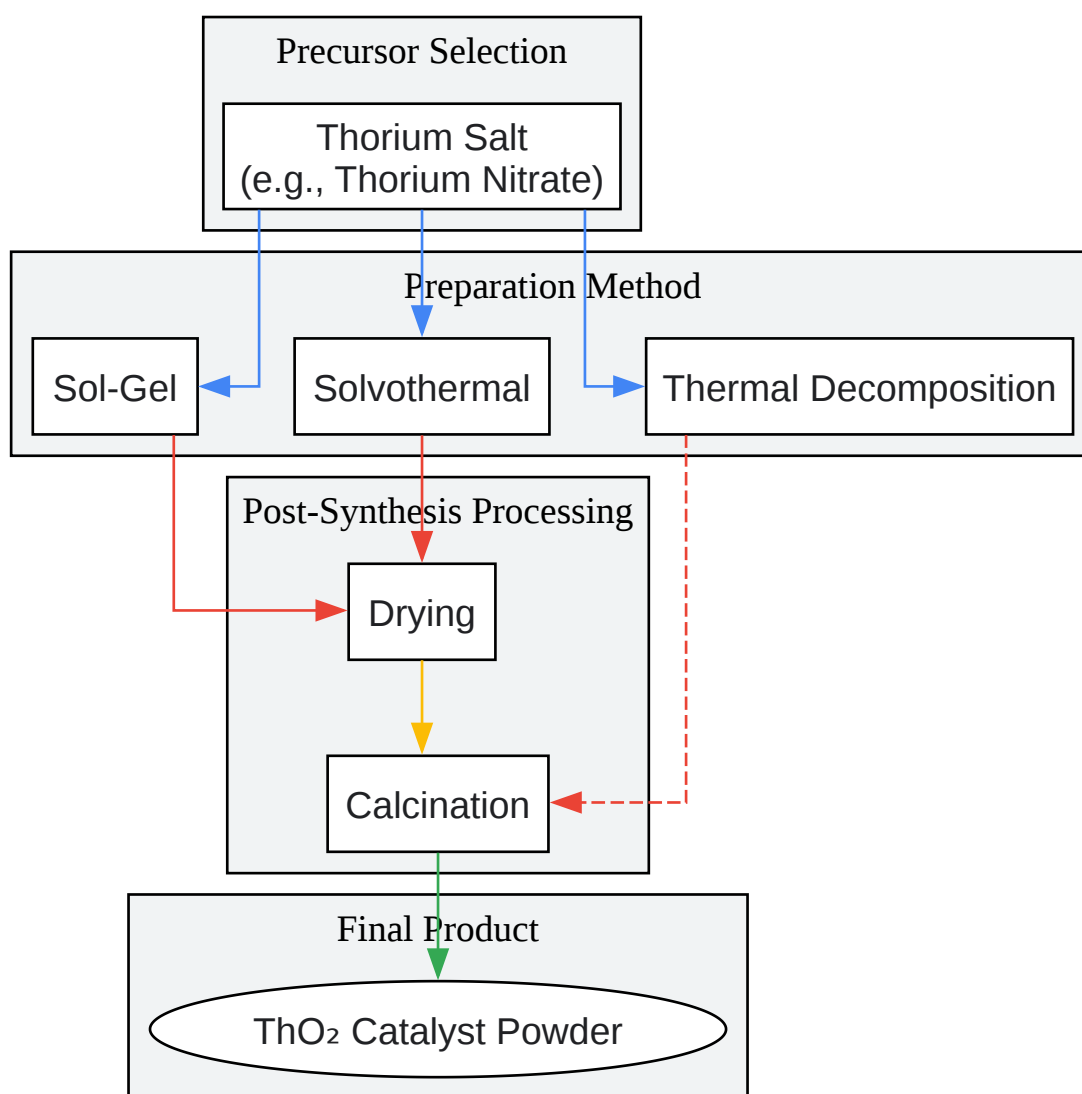 Precursor Selection
Thorium Salt
(e.g., Thorium Nitrate)
Preparation Method
Sol-Gel
Solvothermal
Thermal Decomposition
Post-Synthesis Processing
Drying
Calcination
Final Product
ThO₂ Catalyst Powder